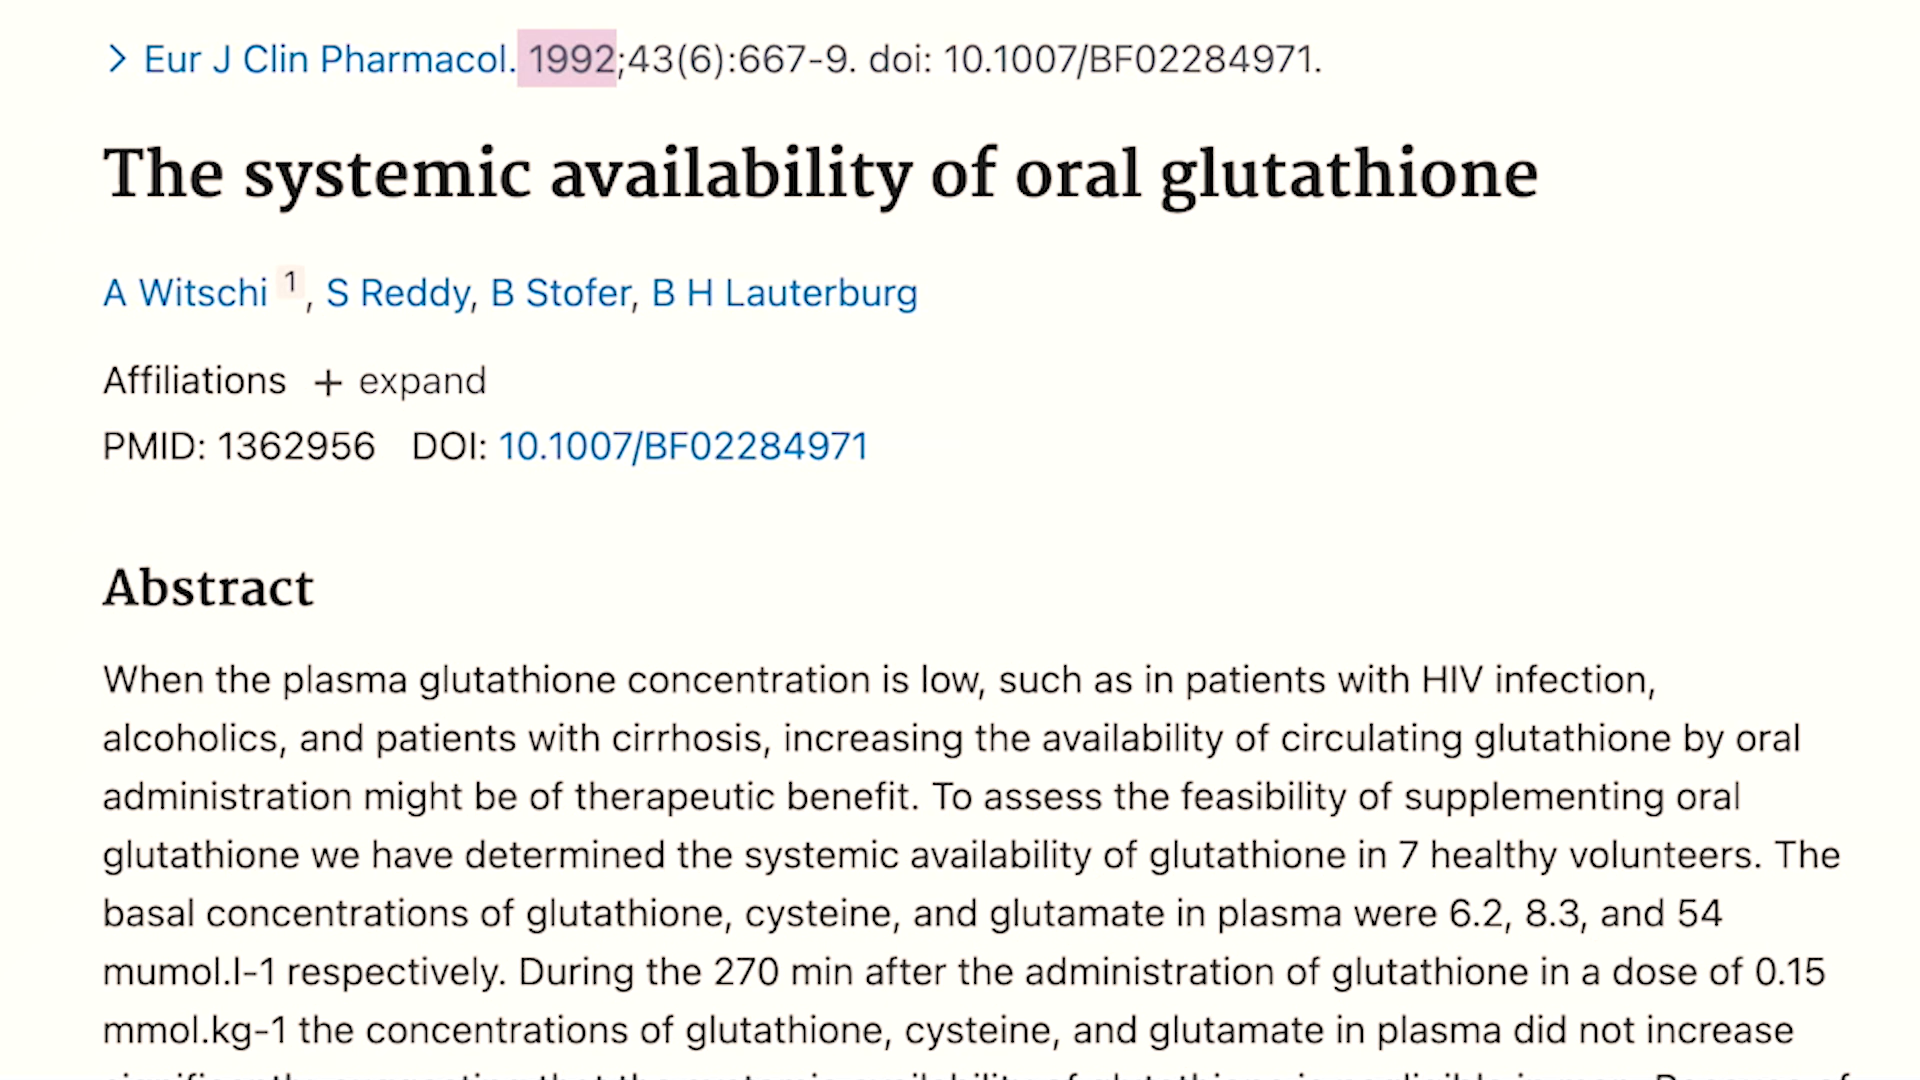 > Eur J Clin Pharmacol. 1992;43(6):667-9. doi: 10.1007/BF02284971.
The systemic availability of oral glutathione
A Witschi 1, S Reddy, B Stofer, B H Lauterburg
Affiliations + expand
PMID: 1362956 DOI: 10.1007/BF02284971
Abstract
When the plasma glutathione concentration is low, such as in patients with HIV infection,
alcoholics, and patients with cirrhosis, increasing the availability of circulating glutathione by oral
administration might be of therapeutic benefit. To assess the feasibility of supplementing oral
glutathione we have determined the systemic availability of glutathione in 7 healthy volunteers. The
basal concentrations of glutathione, cysteine, and glutamate in plasma were 6.2, 8.3, and 54
mumol.l-1 respectively. During the 270 min after the administration of glutathione in a dose of 0.15
mmol.kg-1 the concentrations of glutathione, cysteine, and glutamate in plasma did not increase